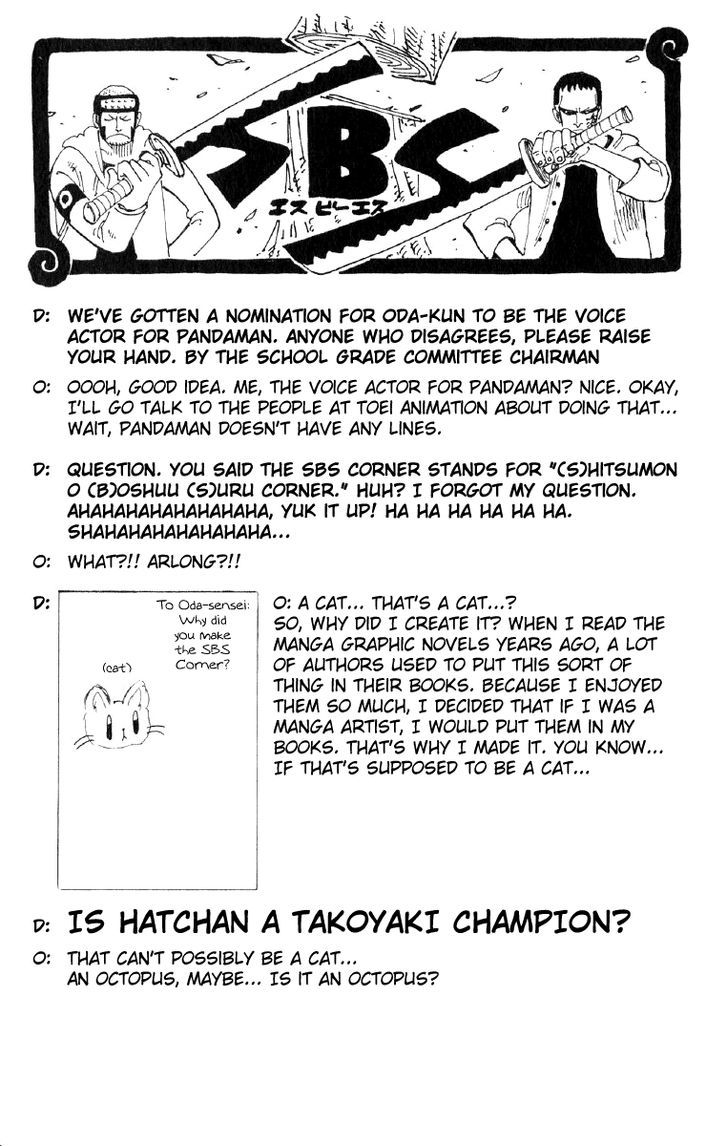 SBS
エス ビーエス
D: WE'VE GOTTEN A NOMINATION FOR ODA-KUN TO BE THE VOICE
ACTOR FOR PANDAMAN. ANYONE WHO DISAGREES, PLEASE RAISE
YOUR HAND. BY THE SCHOOL GRADE COMMITTEE CHAIRMAN
O: OOOH, GOOD IDEA. ME, THE VOICE ACTOR FOR PANDAMAN? NICE. OKAY,
I'LL GO TALK TO THE PEOPLE AT TOEI ANIMATION ABOUT DOING THAT...
WAIT, PANDAMAN DOESN'T HAVE ANY LINES.
D: QUESTION. YOU SAID THE SBS CORNER STANDS FOR "(S)HITSUMON
O (B)OSHUU (S)URU CORNER." HUH? I FORGOT MY QUESTION.
AHAHAHAHAHAHAHAHA, YUK IT UP! HA HA HA HA HA HA.
SHAHAHAHAHAHAHAHA...
O: WHAT?!! ARLONG?!!
D:
To Oda-sensei:
Why did
you make
the SBS
Corner?
(cat)
O: A CAT... THAT'S A CAT...?
SO, WHY DID I CREATE IT? WHEN I READ THE
MANGA GRAPHIC NOVELS YEARS AGO, A LOT
OF AUTHORS USED TO PUT THIS SORT OF
THING IN THEIR BOOKS. BECAUSE I ENJOYED
THEM SO MUCH, I DECIDED THAT IF I WAS A
MANGA ARTIST, I WOULD PUT THEM IN MY
BOOKS. THAT'S WHY I MADE IT. YOU KNOW...
IF THAT'S SUPPOSED TO BE A CAT...
D: IS HATCHAN A TAKOYAKI CHAMPION?
O: THAT CAN'T POSSIBLY BE A CAT...
AN OCTOPUS, MAYBE... IS IT AN OCTOPUS?